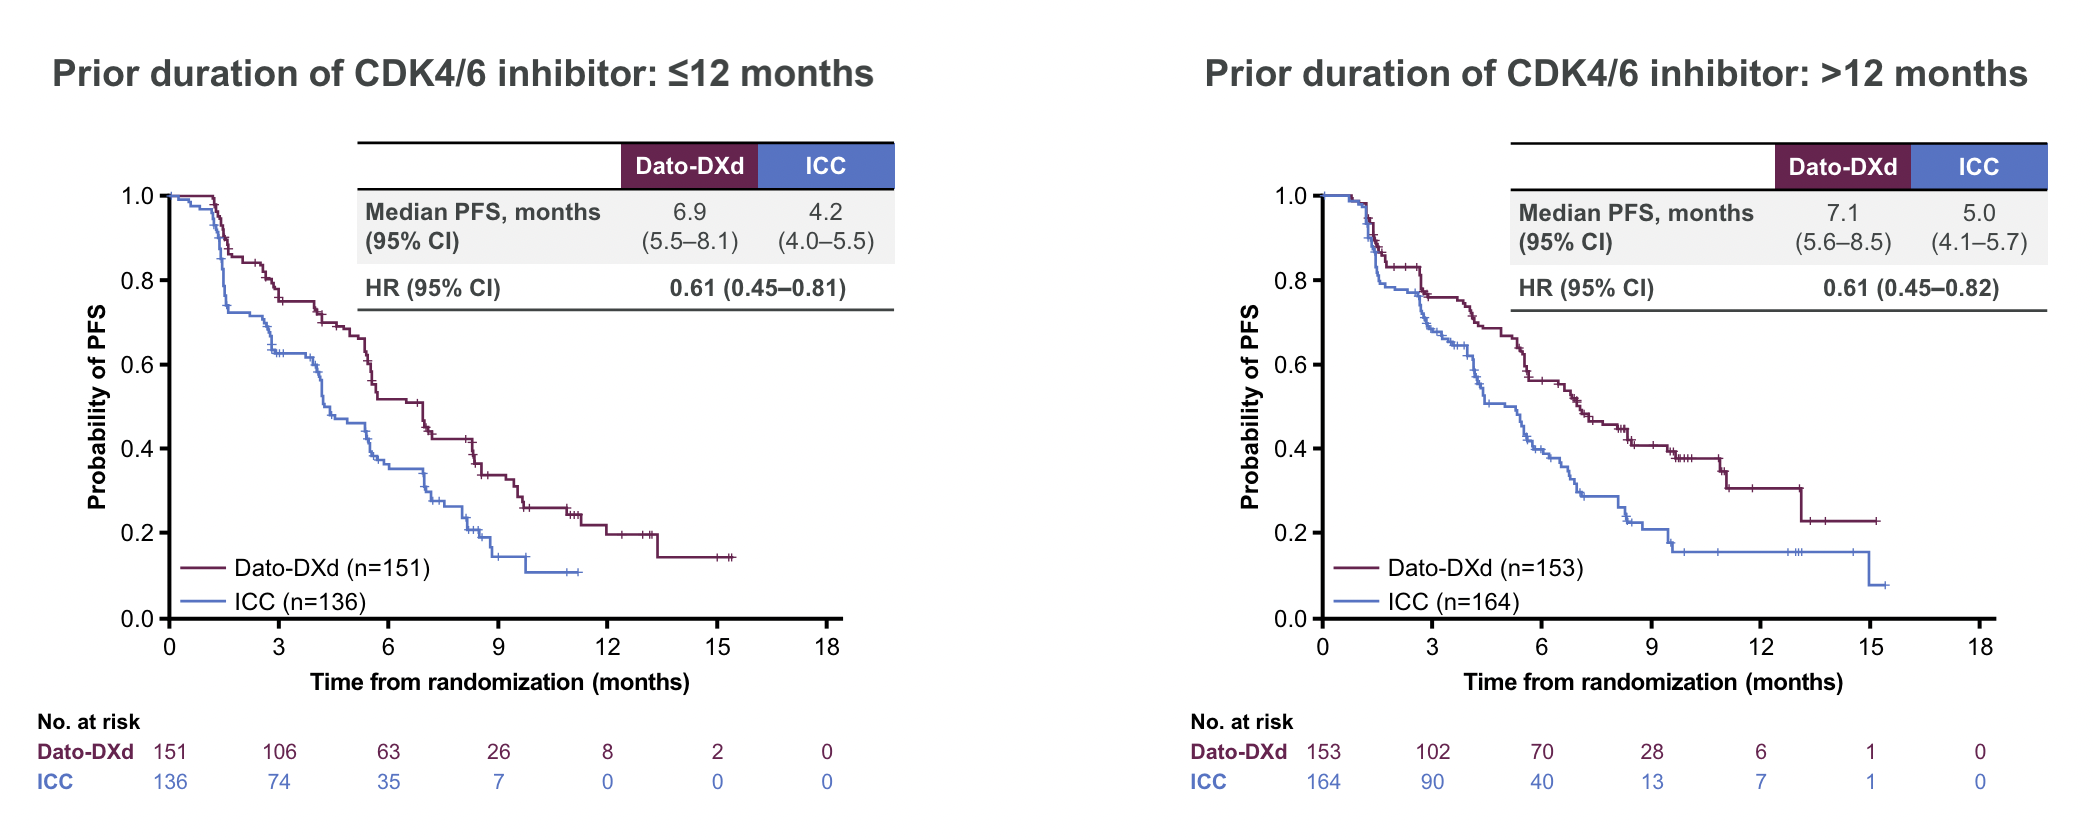 Prior duration of CDK4/6 inhibitor: ≤12 months
Dato-DXd ICC
Median PFS, months 6.9 4.2
(95% CI) (5.5–8.1) (4.0–5.5)
HR (95% CI) 0.61 (0.45–0.81)
Probability of PFS
1.0
0.8
0.6
0.4
0.2
0.0
Dato-DXd (n=151)
ICC (n=136)
0 3 6 9 12 15 18
Time from randomization (months)
No. at risk
Dato-DXd 151 106 63 26 8 2 0
ICC 136 74 35 7 0 0 0
Prior duration of CDK4/6 inhibitor: >12 months
Dato-DXd ICC
Median PFS, months 7.1 5.0
(95% CI) (5.6–8.5) (4.1–5.7)
HR (95% CI) 0.61 (0.45–0.82)
Probability of PFS
1.0
0.8
0.6
0.4
0.2
0.0
Dato-DXd (n=153)
ICC (n=164)
0 3 6 9 12 15 18
Time from randomization (months)
No. at risk
Dato-DXd 153 102 70 28 6 1 0
ICC 164 90 40 13 7 1 0